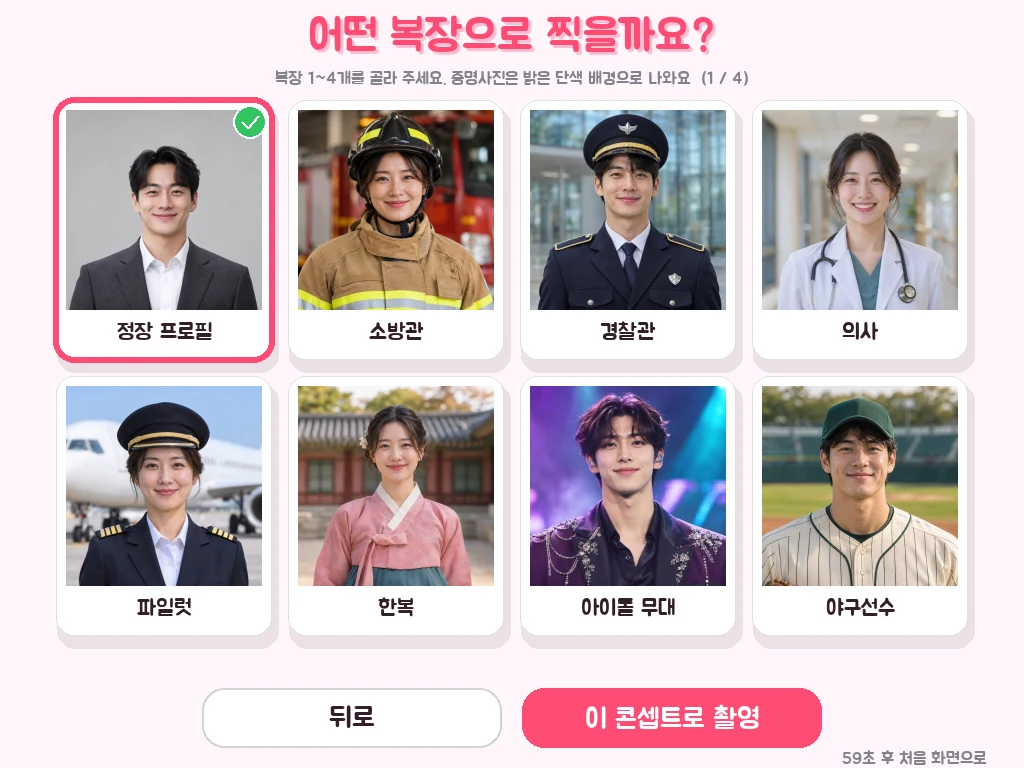 어떤 복장으로 찍을까요?
복장 1~4개를 골라 주세요. 증명사진은 밝은 단색 배경으로 나와요 (1 / 4)
정장 프로필
소방관
경찰관
의사
파일럿
한복
아이돌 무대
야구선수
뒤로
이 콘셉트로 촬영
59초 후 처음 화면으로